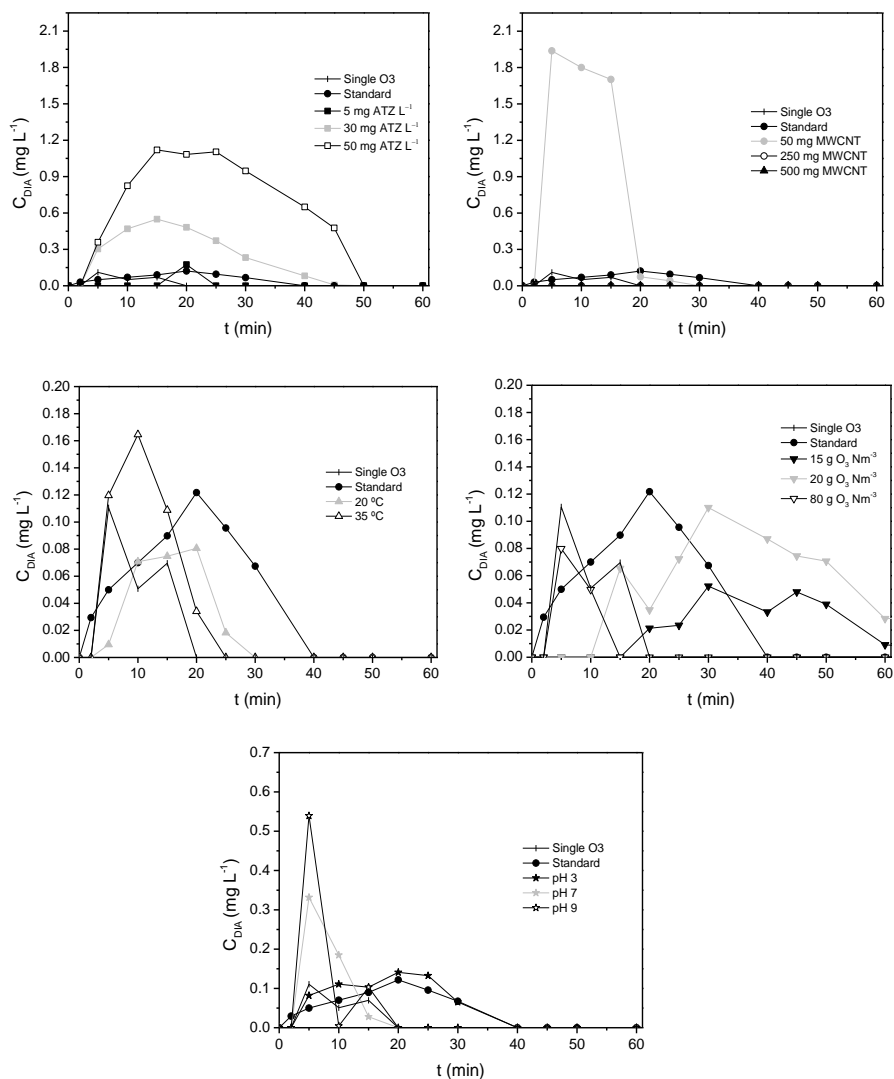 C_DIA (mg L⁻¹)
2.1
1.8
1.5
1.2
0.9
0.6
0.3
0.0
Single O3
Standard
5 mg ATZ L⁻¹
30 mg ATZ L⁻¹
50 mg ATZ L⁻¹
0 10 20 30 40 50 60
t (min)
C_DIA (mg L⁻¹)
2.1
1.8
1.5
1.2
0.9
0.6
0.3
0.0
Single O3
Standard
50 mg MWCNT
250 mg MWCNT
500 mg MWCNT
0 10 20 30 40 50 60
t (min)
C_DIA (mg L⁻¹)
0.20
0.18
0.16
0.14
0.12
0.10
0.08
0.06
0.04
0.02
0.00
Single O3
Standard
20 ºC
35 ºC
0 10 20 30 40 50 60
t (min)
C_DIA (mg L⁻¹)
0.20
0.18
0.16
0.14
0.12
0.10
0.08
0.06
0.04
0.02
0.00
Single O3
Standard
15 g O₃ Nm⁻³
20 g O₃ Nm⁻³
80 g O₃ Nm⁻³
0 10 20 30 40 50 60
t (min)
C_DIA (mg L⁻¹)
0.7
0.6
0.5
0.4
0.3
0.2
0.1
0.0
Single O3
Standard
pH 3
pH 7
pH 9
0 10 20 30 40 50 60
t (min)